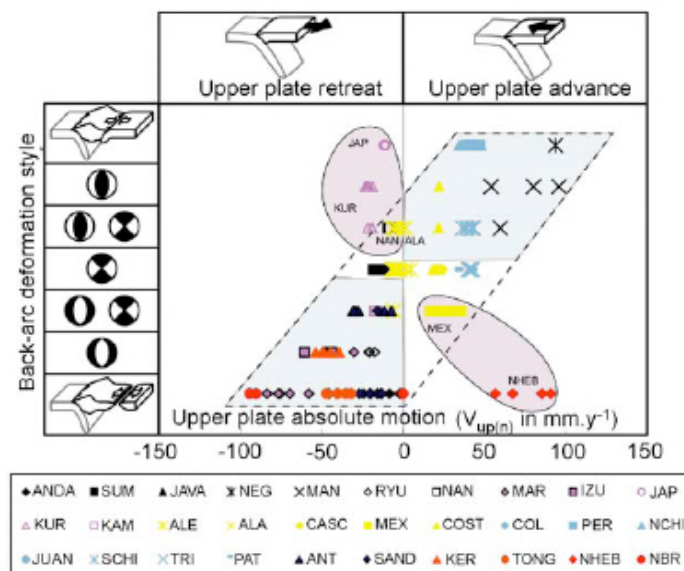 Upper plate retreat Upper plate advance
Back-arc deformation style
JAP
KUR
NAN ALA
MEX
NHEB
Upper plate absolute motion (Vup(n) in mm.y⁻¹)
-150 -100 -50 0 50 100 150
ANDA SUM JAVA NEG MAN RYU NAN MAR IZU JAP
KUR KAM ALE ALA CASC MEX COST COL PER NCHI
JUAN SCHI TRI PAT ANT SAND KER TONG NHEB NBR